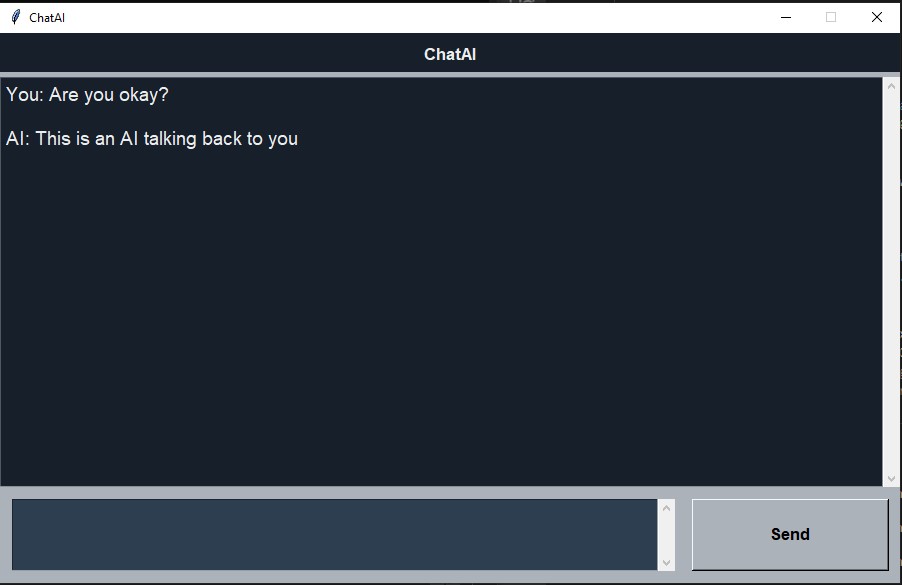 ChatAI
ChatAI
You: Are you okay?
AI: This is an AI talking back to you
Send